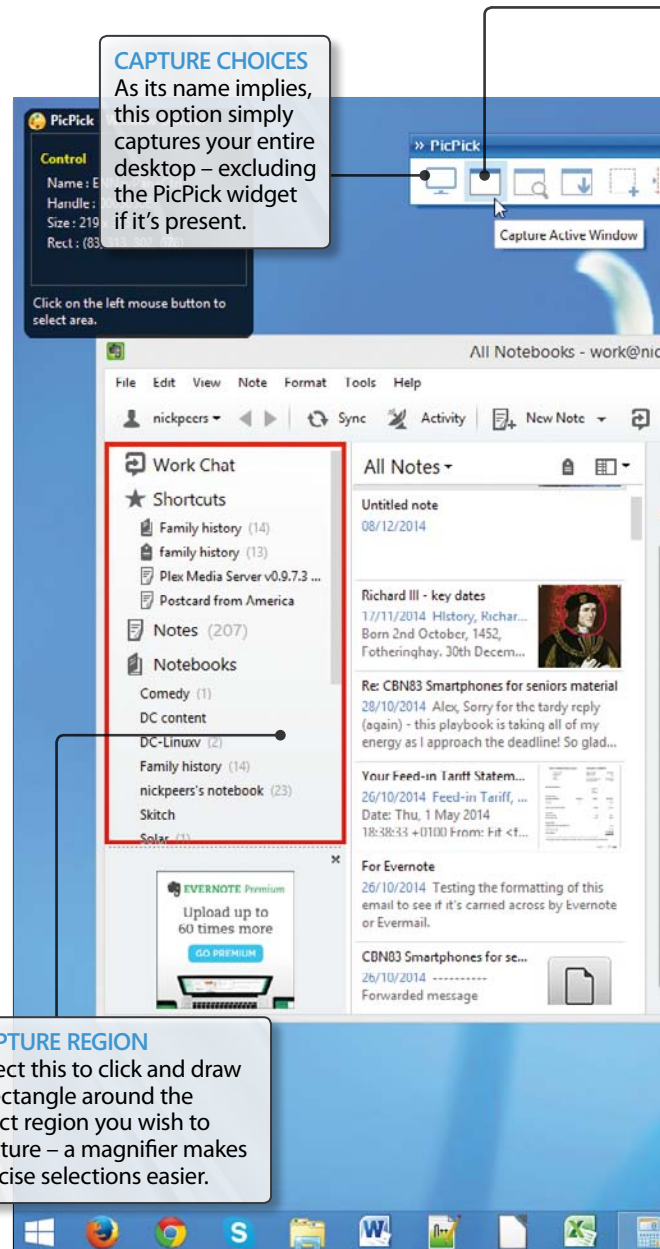 CAPTURE CHOICES
As its name implies,
this option simply
captures your entire
desktop – excluding
the PicPick widget
if it's present.
PicPick
Control
Name : E
Handle :
Size : 219
Rect : (83,
Click on the left mouse button to
select area.
» PicPick
Capture Active Window
All Notebooks - work@nic
File Edit View Note Format Tools Help
nickpeers Sync Activity New Note
Work Chat
Shortcuts
Family history (14)
family history (13)
Plex Media Server v0.9.7.3 ...
Postcard from America
Notes (207)
Notebooks
Comedy (1)
DC content
DC-Linuxv (2)
Family history (14)
nickpeers's notebook (23)
Skitch
Solar (1)
EVERNOTE Premium
Upload up to
60 times more
GO PREMIUM
All Notes
Untitled note
08/12/2014
Richard III - key dates
17/11/2014 History, Richar...
Born 2nd October, 1452,
Fotheringhay. 30th Decem...
Re: CBN83 Smartphones for seniors material
28/10/2014 Alex, Sorry for the tardy reply
(again) - this playbook is taking all of my
energy as I approach the deadline! So glad...
Your Feed-in Tariff Statem...
26/10/2014 Feed-in Tariff, ...
Date: Thu, 1 May 2014
18:38:33 +0100 From: Fit <f...
For Evernote
26/10/2014 Testing the formatting of this
email to see if it's carried across by Evernote
or Evermail.
CBN83 Smartphones for se...
26/10/2014 ----------
Forwarded message
PTURE REGION
ect this to click and draw
ectangle around the
ct region you wish to
ture – a magnifier makes
cise selections easier.